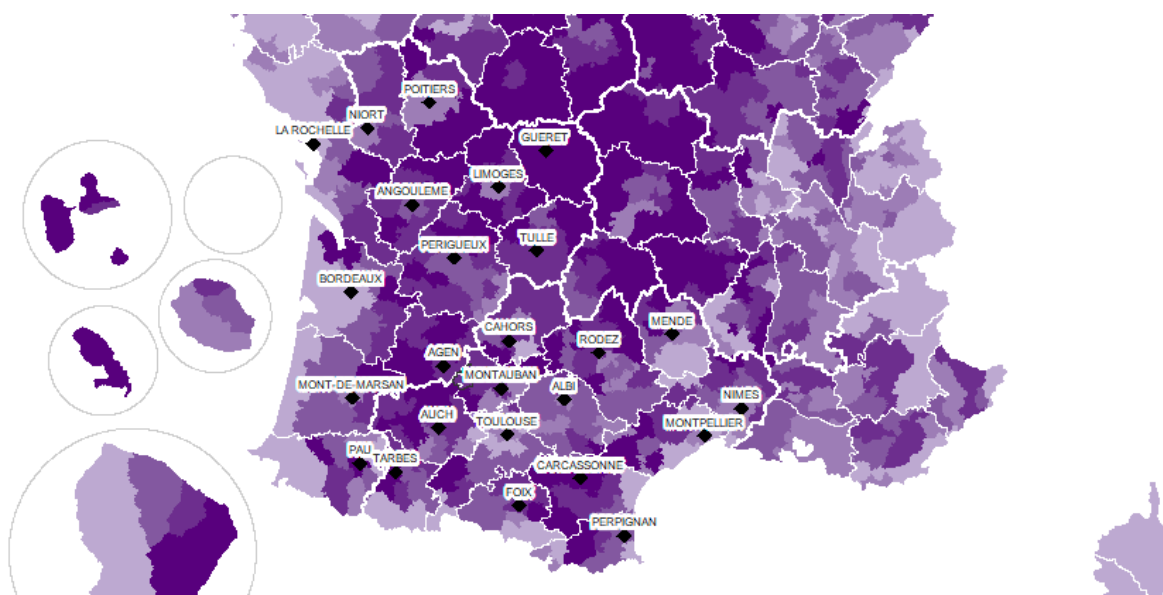 POITIERS
NIORT
LA ROCHELLE
GUERET
LIMOGES
ANGOULEME
TULLE
PERIGUEUX
BORDEAUX
MENDE
CAHORS
RODEZ
AGEN
MONTAUBAN
MONT-DE-MARSAN
ALBI
NIMES
AUCH
TOULOUSE
MONTPELLIER
PAU
TARBES
CARCASSONNE
FOIX
PERPIGNAN